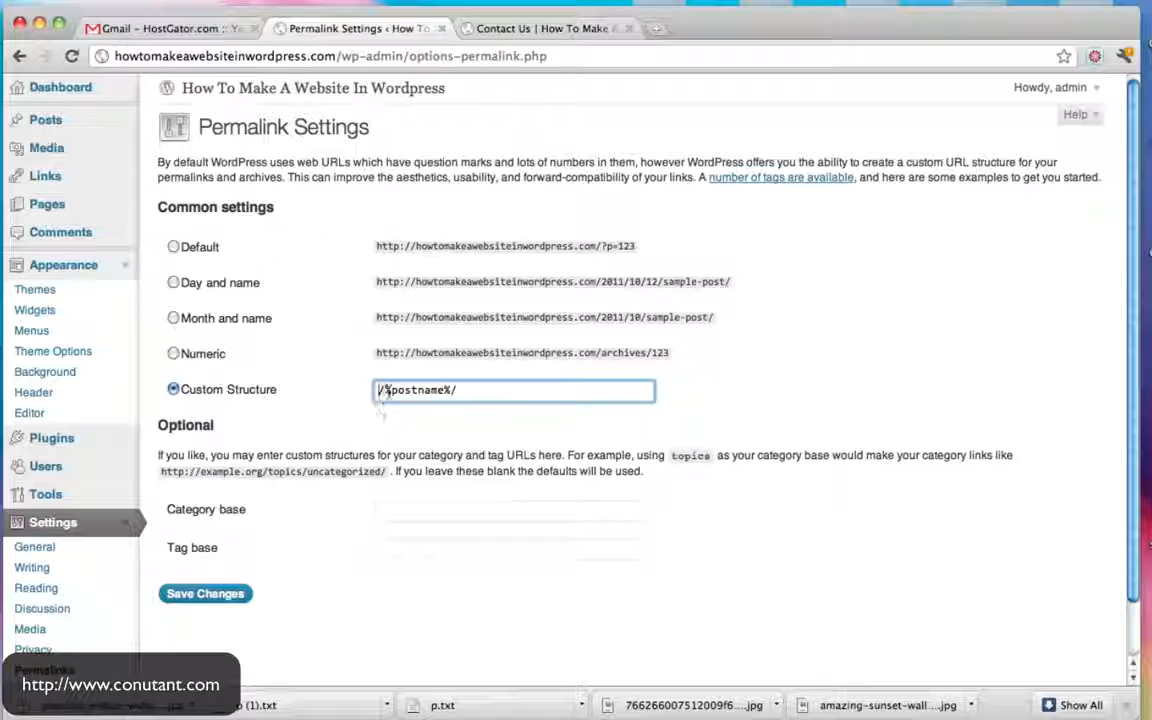 Gmail - HostGator.com :: Ye
Permalink Settings ‹ How To
Contact Us | How To Make
howtomakeawebsiteinwordpress.com/wp-admin/options-permalink.php
Dashboard
Posts
Media
Links
Pages
Comments
Appearance
Themes
Widgets
Menus
Theme Options
Background
Header
Editor
Plugins
Users
Tools
Settings
General
Writing
Reading
Discussion
Media
Privacy
Permalinks
How To Make A Website In Wordpress
Howdy, admin
Help
Permalink Settings
By default WordPress uses web URLs which have question marks and lots of numbers in them, however WordPress offers you the ability to create a custom URL structure for your
permalinks and archives. This can improve the aesthetics, usability, and forward-compatibility of your links. A number of tags are available, and here are some examples to get you started.
Common settings
Default http://howtomakeawebsiteinwordpress.com/?p=123
Day and name http://howtomakeawebsiteinwordpress.com/2011/10/12/sample-post/
Month and name http://howtomakeawebsiteinwordpress.com/2011/10/sample-post/
Numeric http://howtomakeawebsiteinwordpress.com/archives/123
Custom Structure /%postname%/
Optional
If you like, you may enter custom structures for your category and tag URLs here. For example, using topics as your category base would make your category links like
http://example.org/topics/uncategorized/ . If you leave these blank the defaults will be used.
Category base
Tag base
Save Changes
http://www.conutant.com
p (1).txt
p.txt
766266007512009f6....jpg
amazing-sunset-wall....jpg
Show All